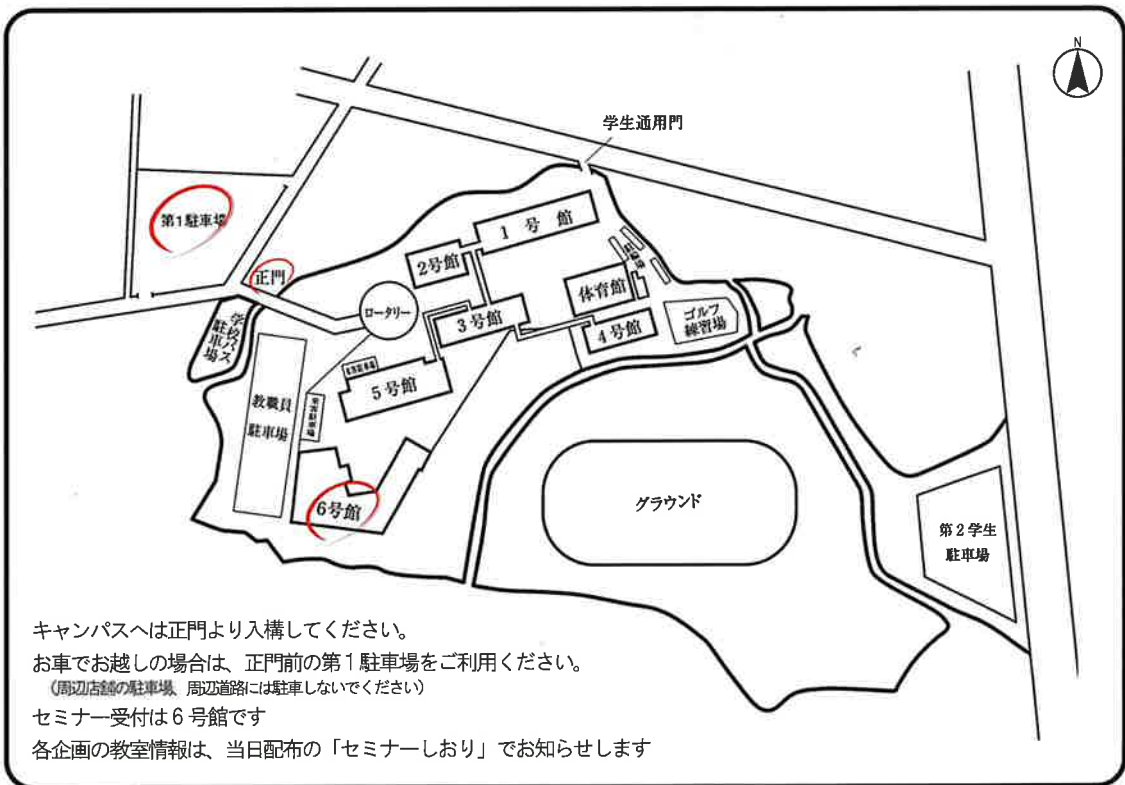 N
学生通用門
第1駐車場
1号館
2号館
正門
体育館
ロータリー
3号館
ゴルフ
練習場
4号館
学校バス
駐車場
5号館
教職員
駐車場
6号館
グラウンド
第2学生
駐車場
キャンパスへは正門より入構してください。
お車でお越しの場合は、正門前の第1駐車場をご利用ください。
(周辺店舗の駐車場、周辺道路には駐車しないでください)
セミナー受付は6号館です
各企画の教室情報は、当日配布の「セミナーしおり」でお知らせします